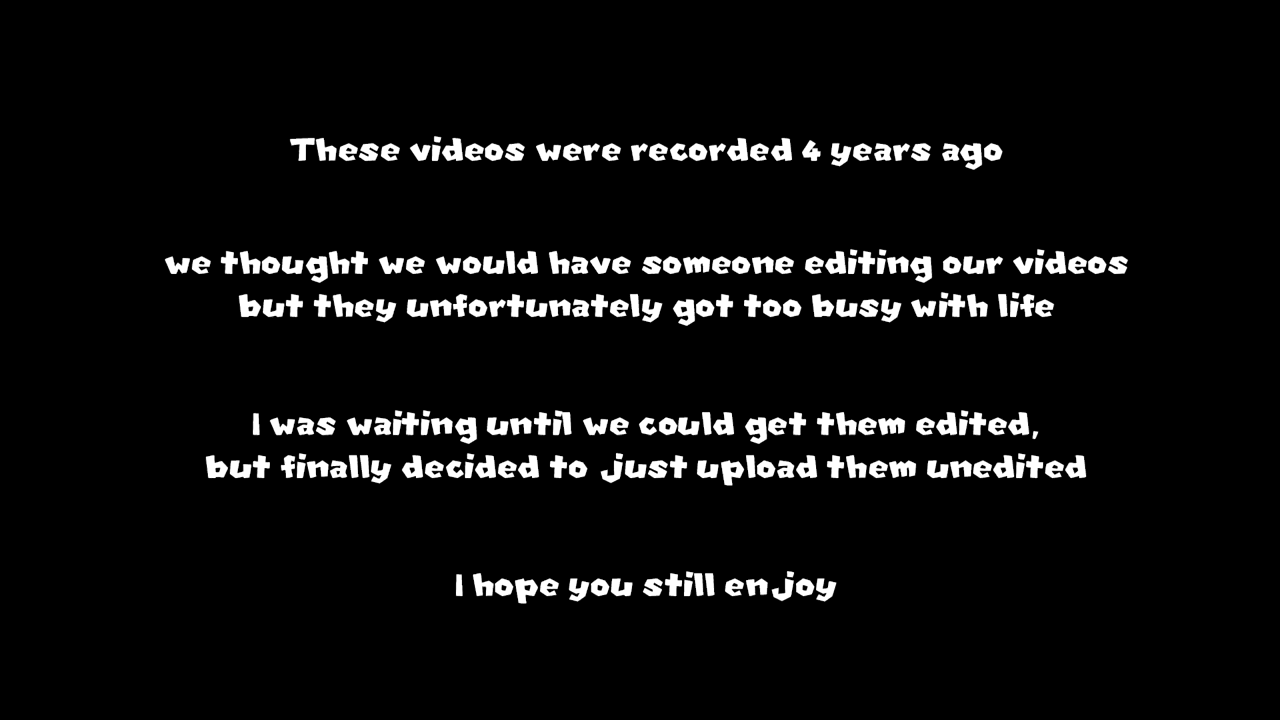 These videos were recorded 4 years ago
we thought we would have someone editing our videos
but they unfortunately got too busy with life
I was waiting until we could get them edited,
but finally decided to just upload them unedited
I hope you still enjoy